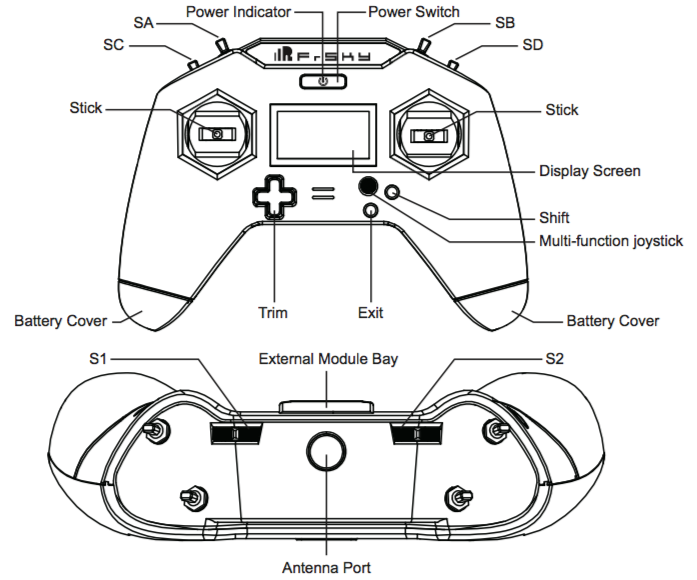 Power Indicator
Power Switch
SA
SB
SC
SD
FrSKY
Stick
Stick
Display Screen
Shift
Multi-function joystick
Trim
Exit
Battery Cover
Battery Cover
S1
External Module Bay
S2
Antenna Port